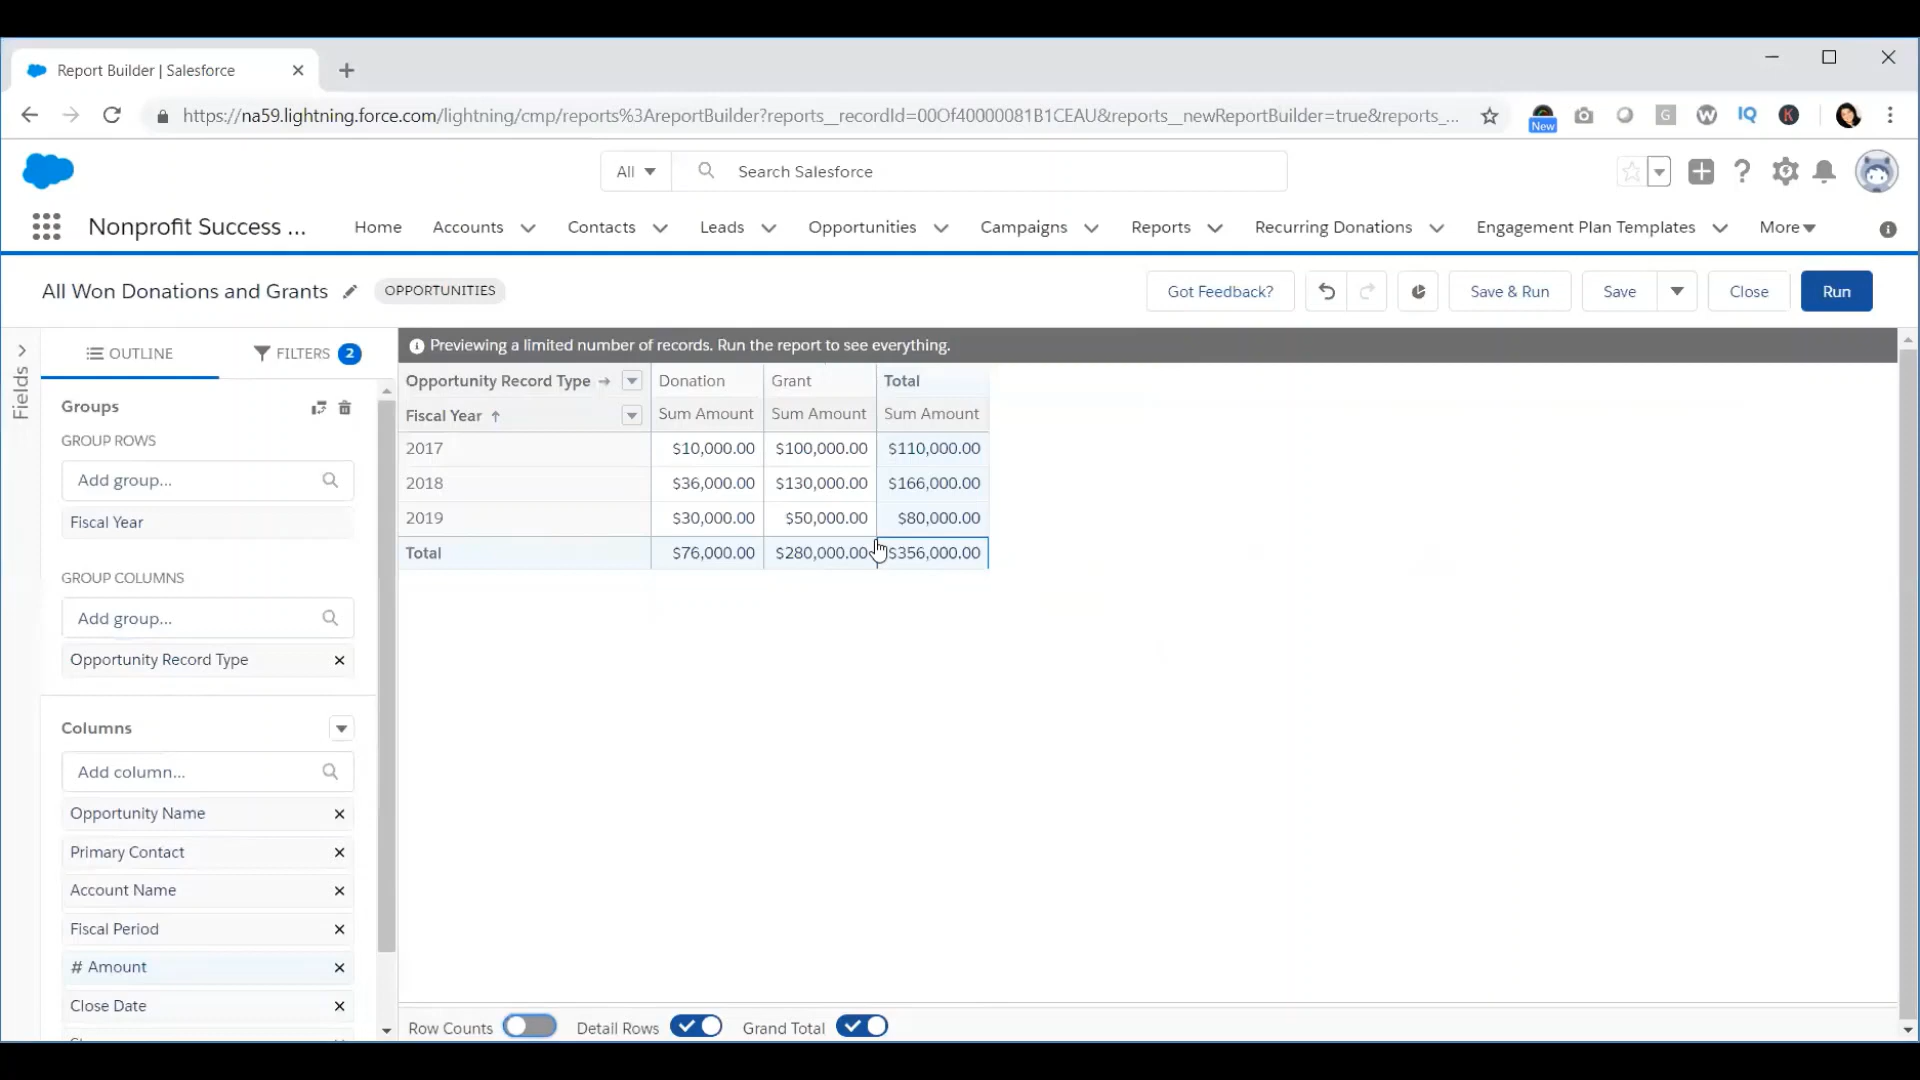 Report Builder | Salesforce
https://na59.lightning.force.com/lightning/cmp/reports%3AreportBuilder?reports__recordId=00Of40000081B1CEAU&reports__newReportBuilder=true&reports_...
New
G
W
IQ
K
All
Search Salesforce
Nonprofit Success ...
Home
Accounts
Contacts
Leads
Opportunities
Campaigns
Reports
Recurring Donations
Engagement Plan Templates
More
All Won Donations and Grants
OPPORTUNITIES
Got Feedback?
Save & Run
Save
Close
Run
Fields
OUTLINE
FILTERS 2
Previewing a limited number of records. Run the report to see everything.
Groups
GROUP ROWS
Add group...
Fiscal Year
GROUP COLUMNS
Add group...
Opportunity Record Type
Columns
Add column...
Opportunity Name
Primary Contact
Account Name
Fiscal Period
# Amount
Close Date
Opportunity Record Type → Donation Grant Total
Fiscal Year ↑ Sum Amount Sum Amount Sum Amount
2017 $10,000.00 $100,000.00 $110,000.00
2018 $36,000.00 $130,000.00 $166,000.00
2019 $30,000.00 $50,000.00 $80,000.00
Total $76,000.00 $280,000.00 $356,000.00
Row Counts
Detail Rows
Grand Total